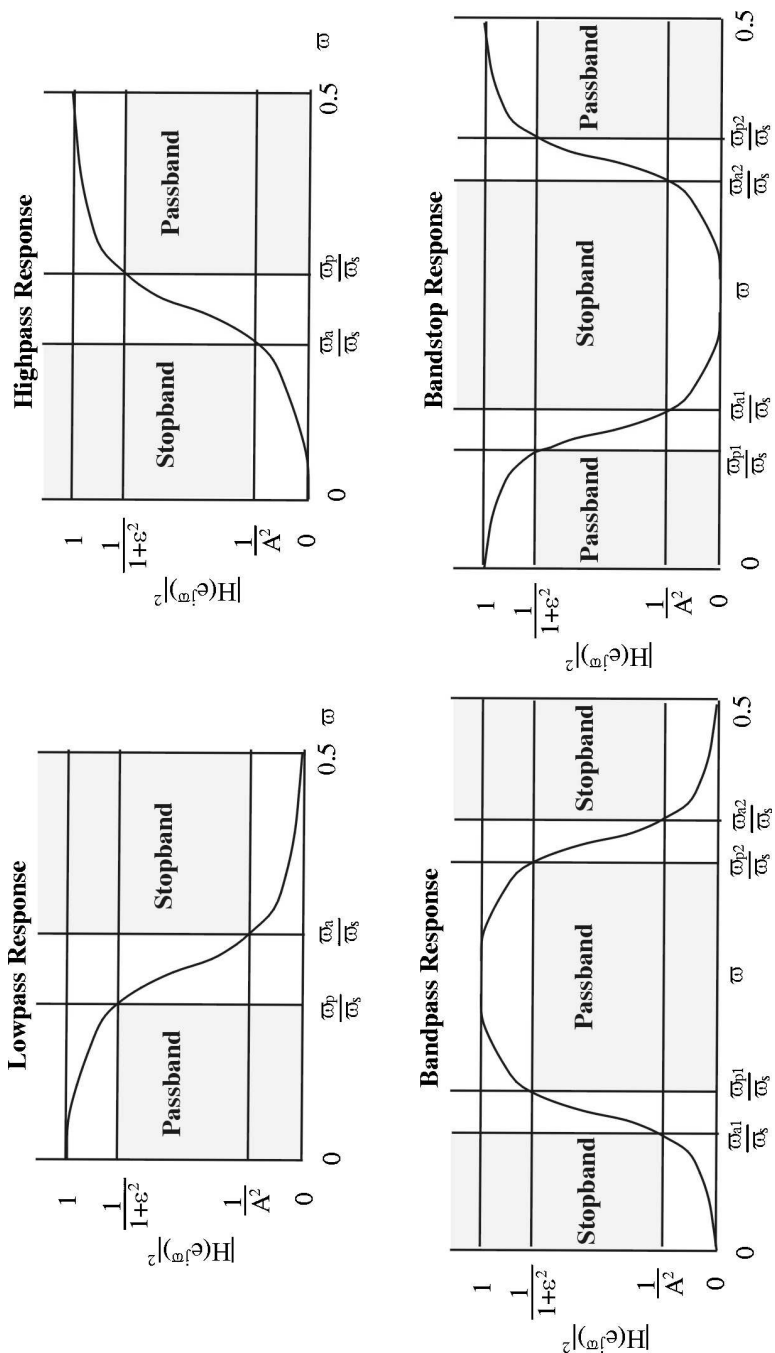 Lowpass Response
|H(e^jϖ)|²
1
1/(1+ε²)
1/A²
0
Passband
Stopband
0
ϖp/ϖs
ϖa/ϖs
0.5
ϖ
Highpass Response
|H(e^jϖ)|²
1
1/(1+ε²)
1/A²
0
Stopband
Passband
0
ϖa/ϖs
ϖp/ϖs
0.5
ϖ
Bandpass Response
|H(e^jϖ)|²
1
1/(1+ε²)
1/A²
0
Stopband
Passband
Stopband
0
ϖa1/ϖs
ϖp1/ϖs
ϖ
ϖp2/ϖs
ϖa2/ϖs
0.5
Bandstop Response
|H(e^jϖ)|²
1
1/(1+ε²)
1/A²
0
Passband
Stopband
Passband
0
ϖp1/ϖs
ϖa1/ϖs
ϖ
ϖa2/ϖs
ϖp2/ϖs
0.5